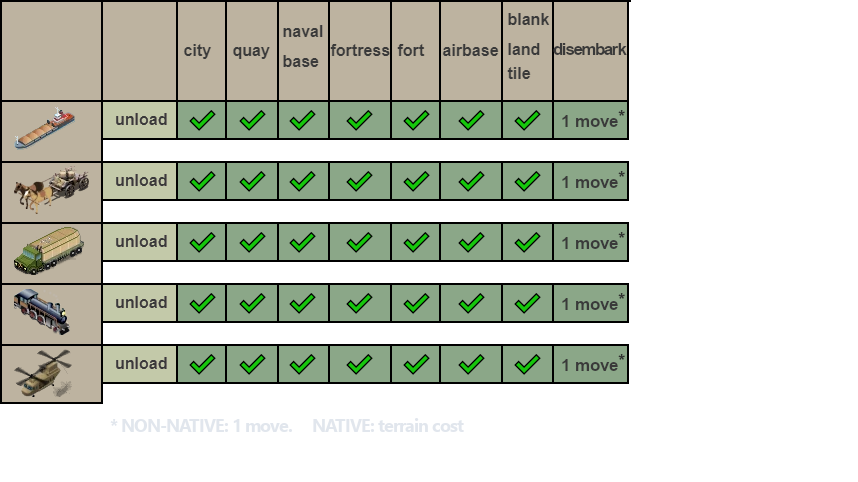 city quay naval base fortress fort airbase blank land tile disembark
unload 1 move*
unload 1 move*
unload 1 move*
unload 1 move*
unload 1 move*
* NON-NATIVE: 1 move. NATIVE: terrain cost